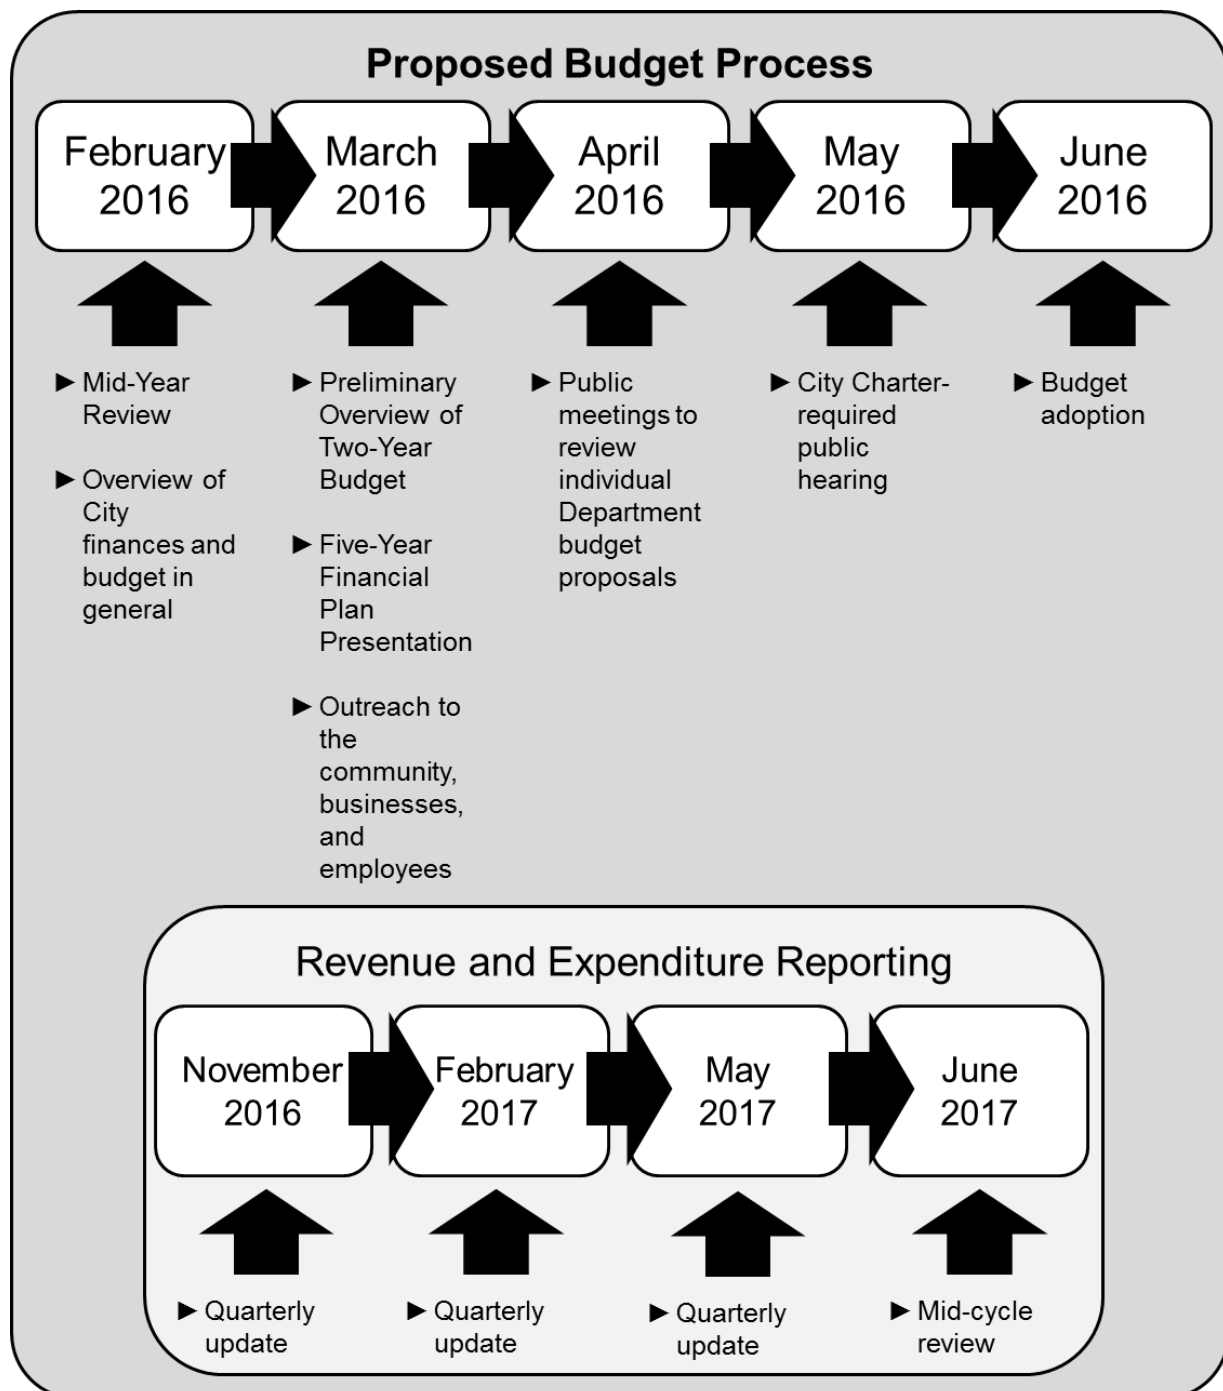 Proposed Budget Process
February
2016
March
2016
April
2016
May
2016
June
2016
► Mid-Year
Review
► Overview of
City
finances and
budget in
general
► Preliminary
Overview of
Two-Year
Budget
► Five-Year
Financial
Plan
Presentation
► Outreach to
the
community,
businesses,
and
employees
► Public
meetings to
review
individual
Department
budget
proposals
► City Charter-
required
public
hearing
► Budget
adoption
Revenue and Expenditure Reporting
November
2016
February
2017
May
2017
June
2017
► Quarterly
update
► Quarterly
update
► Quarterly
update
► Mid-cycle
review